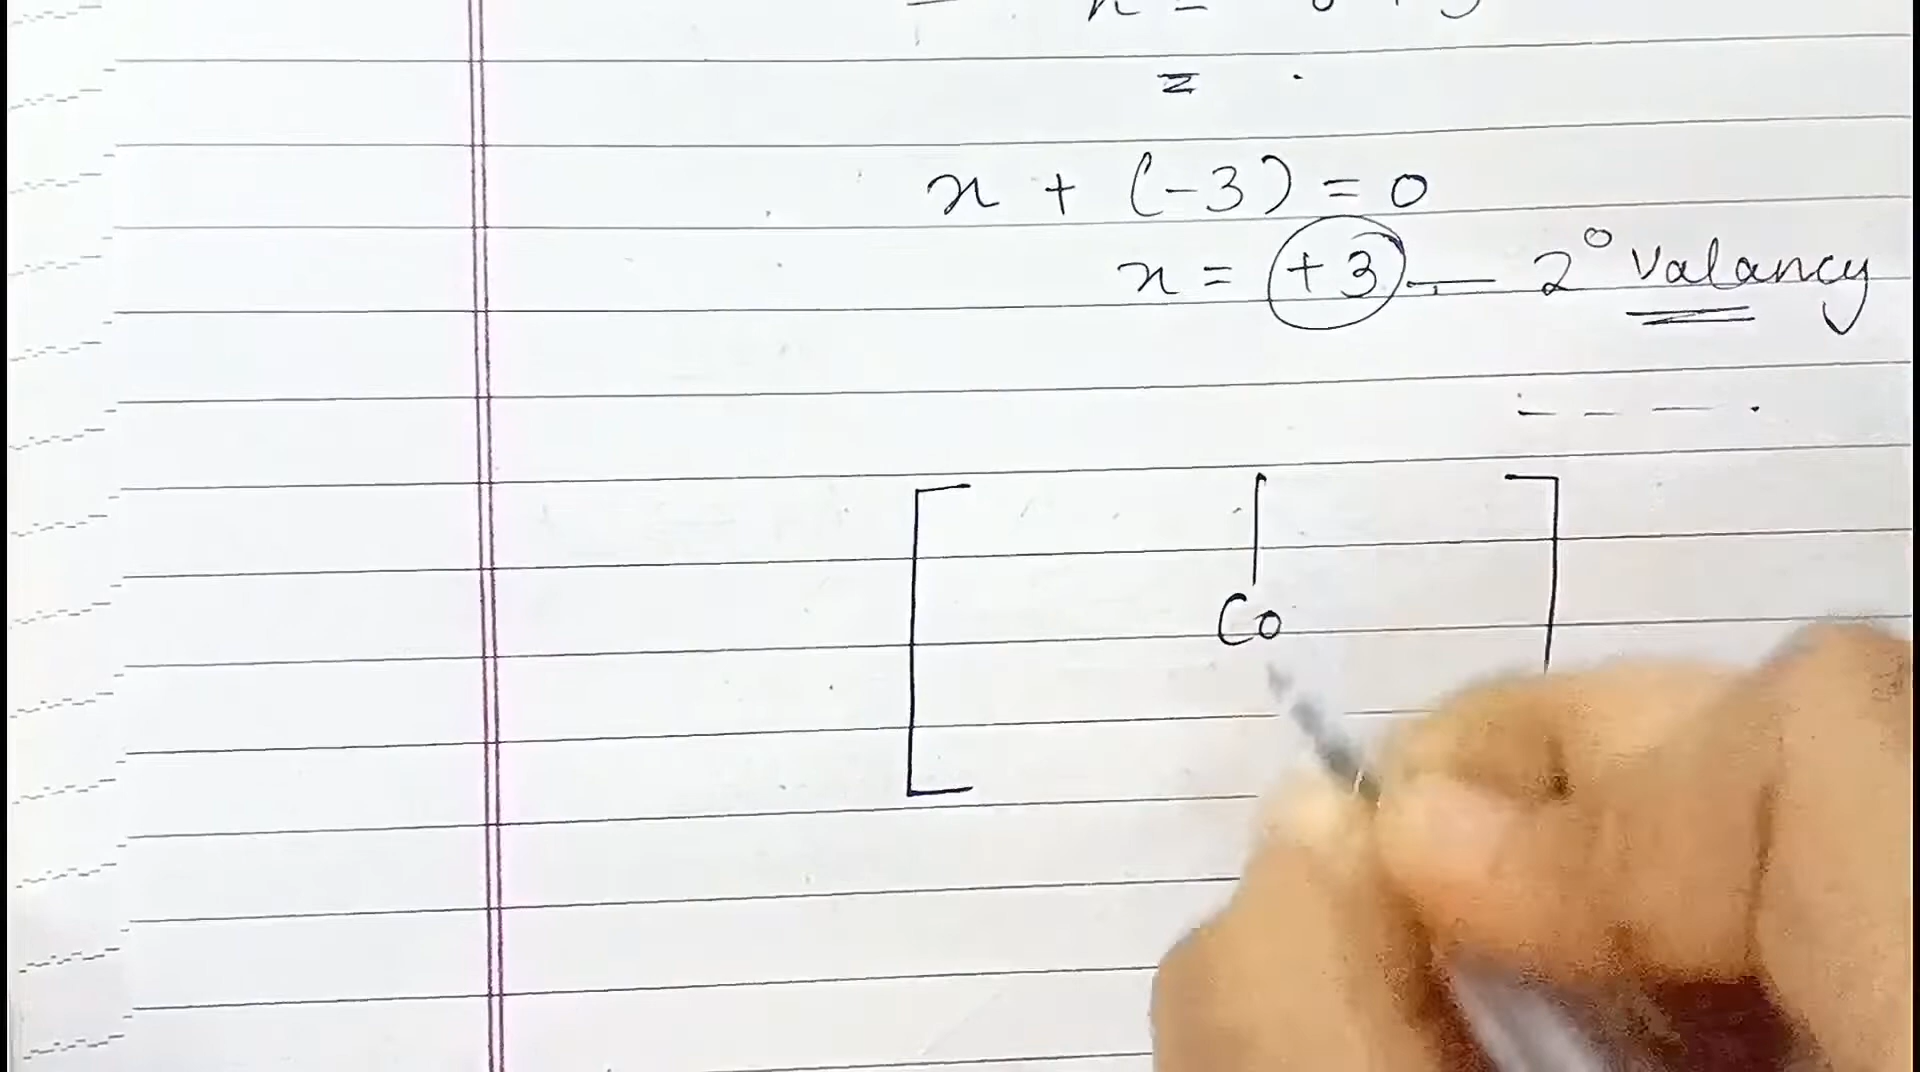 =
x + (-3) = 0
x = +3 — 2° valancy
Co